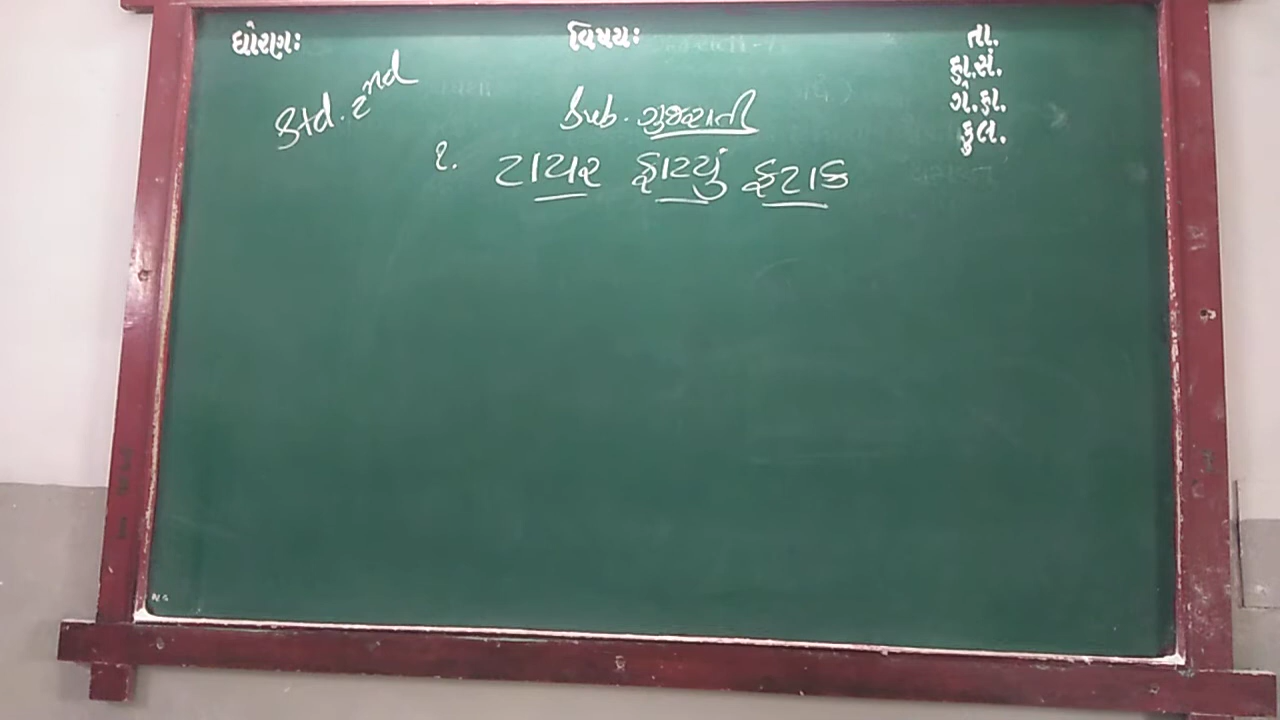 ધોરણઃ વિષયઃ તા.
હા.સં.
ગે.હા.
કુલ.
Std. 2nd Sub. ગુજરાતી
૧. ટાયર ફાટ્યું ફટાક